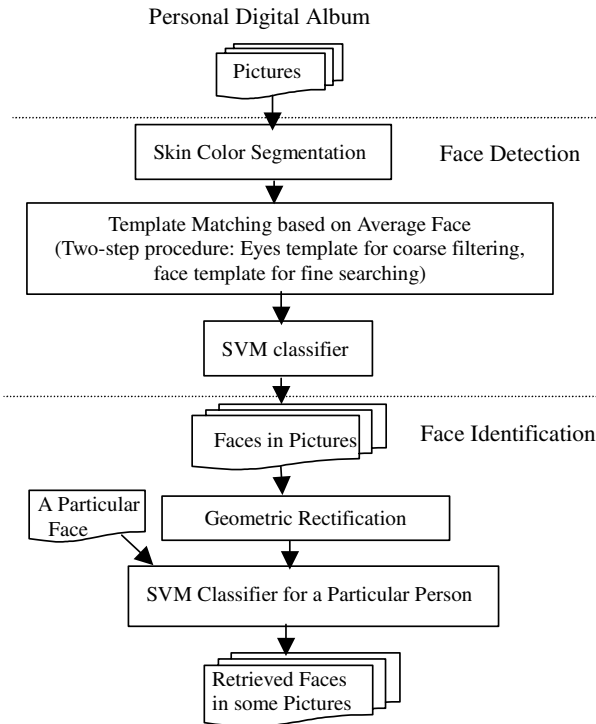 Personal Digital Album
Pictures
Skin Color Segmentation
Face Detection
Template Matching based on Average Face
(Two-step procedure: Eyes template for coarse filtering,
face template for fine searching)
SVM classifier
Faces in Pictures
Face Identification
A Particular
Face
Geometric Rectification
SVM Classifier for a Particular Person
Retrieved Faces
in some Pictures